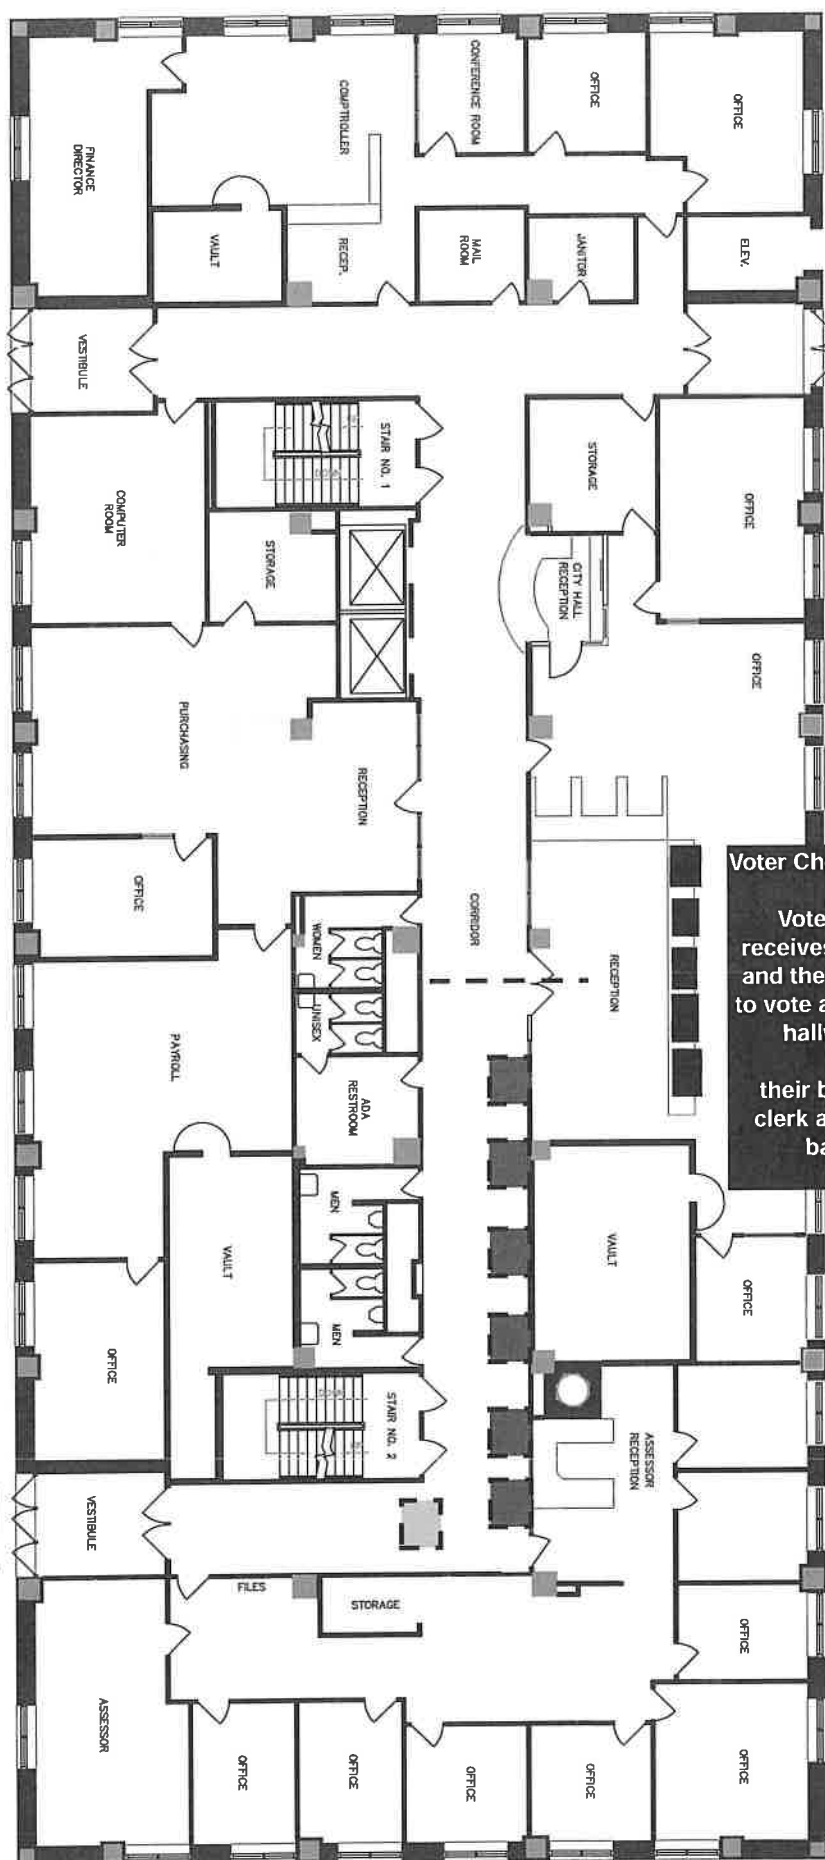 CONFERENCE ROOM
OFFICE
OFFICE
COMPTROLLER
FINANCE
DIRECTOR
VAULT
RECEP.
MAIL
ROOM
JANITOR
ELEV.
VESTIBULE
STAIR NO. 1
STORAGE
OFFICE
COMPUTER
ROOM
STORAGE
CITY HALL
RECEPTION
OFFICE
PURCHASING
RECEPTION
OFFICE
WOMEN
CORRIDOR
RECEPTION
Voter Ch
Vote
receives
and the
to vote a
hall
their b
clerk a
ba
UNISEX
PAYROLL
ADA
RESTROOM
MEN
VAULT
VAULT
OFFICE
MEN
OFFICE
STAIR NO. 2
ASSESSOR
RECEPTION
VESTIBULE
FILES
STORAGE
OFFICE
ASSESSOR
OFFICE
OFFICE
OFFICE
OFFICE
OFFICE